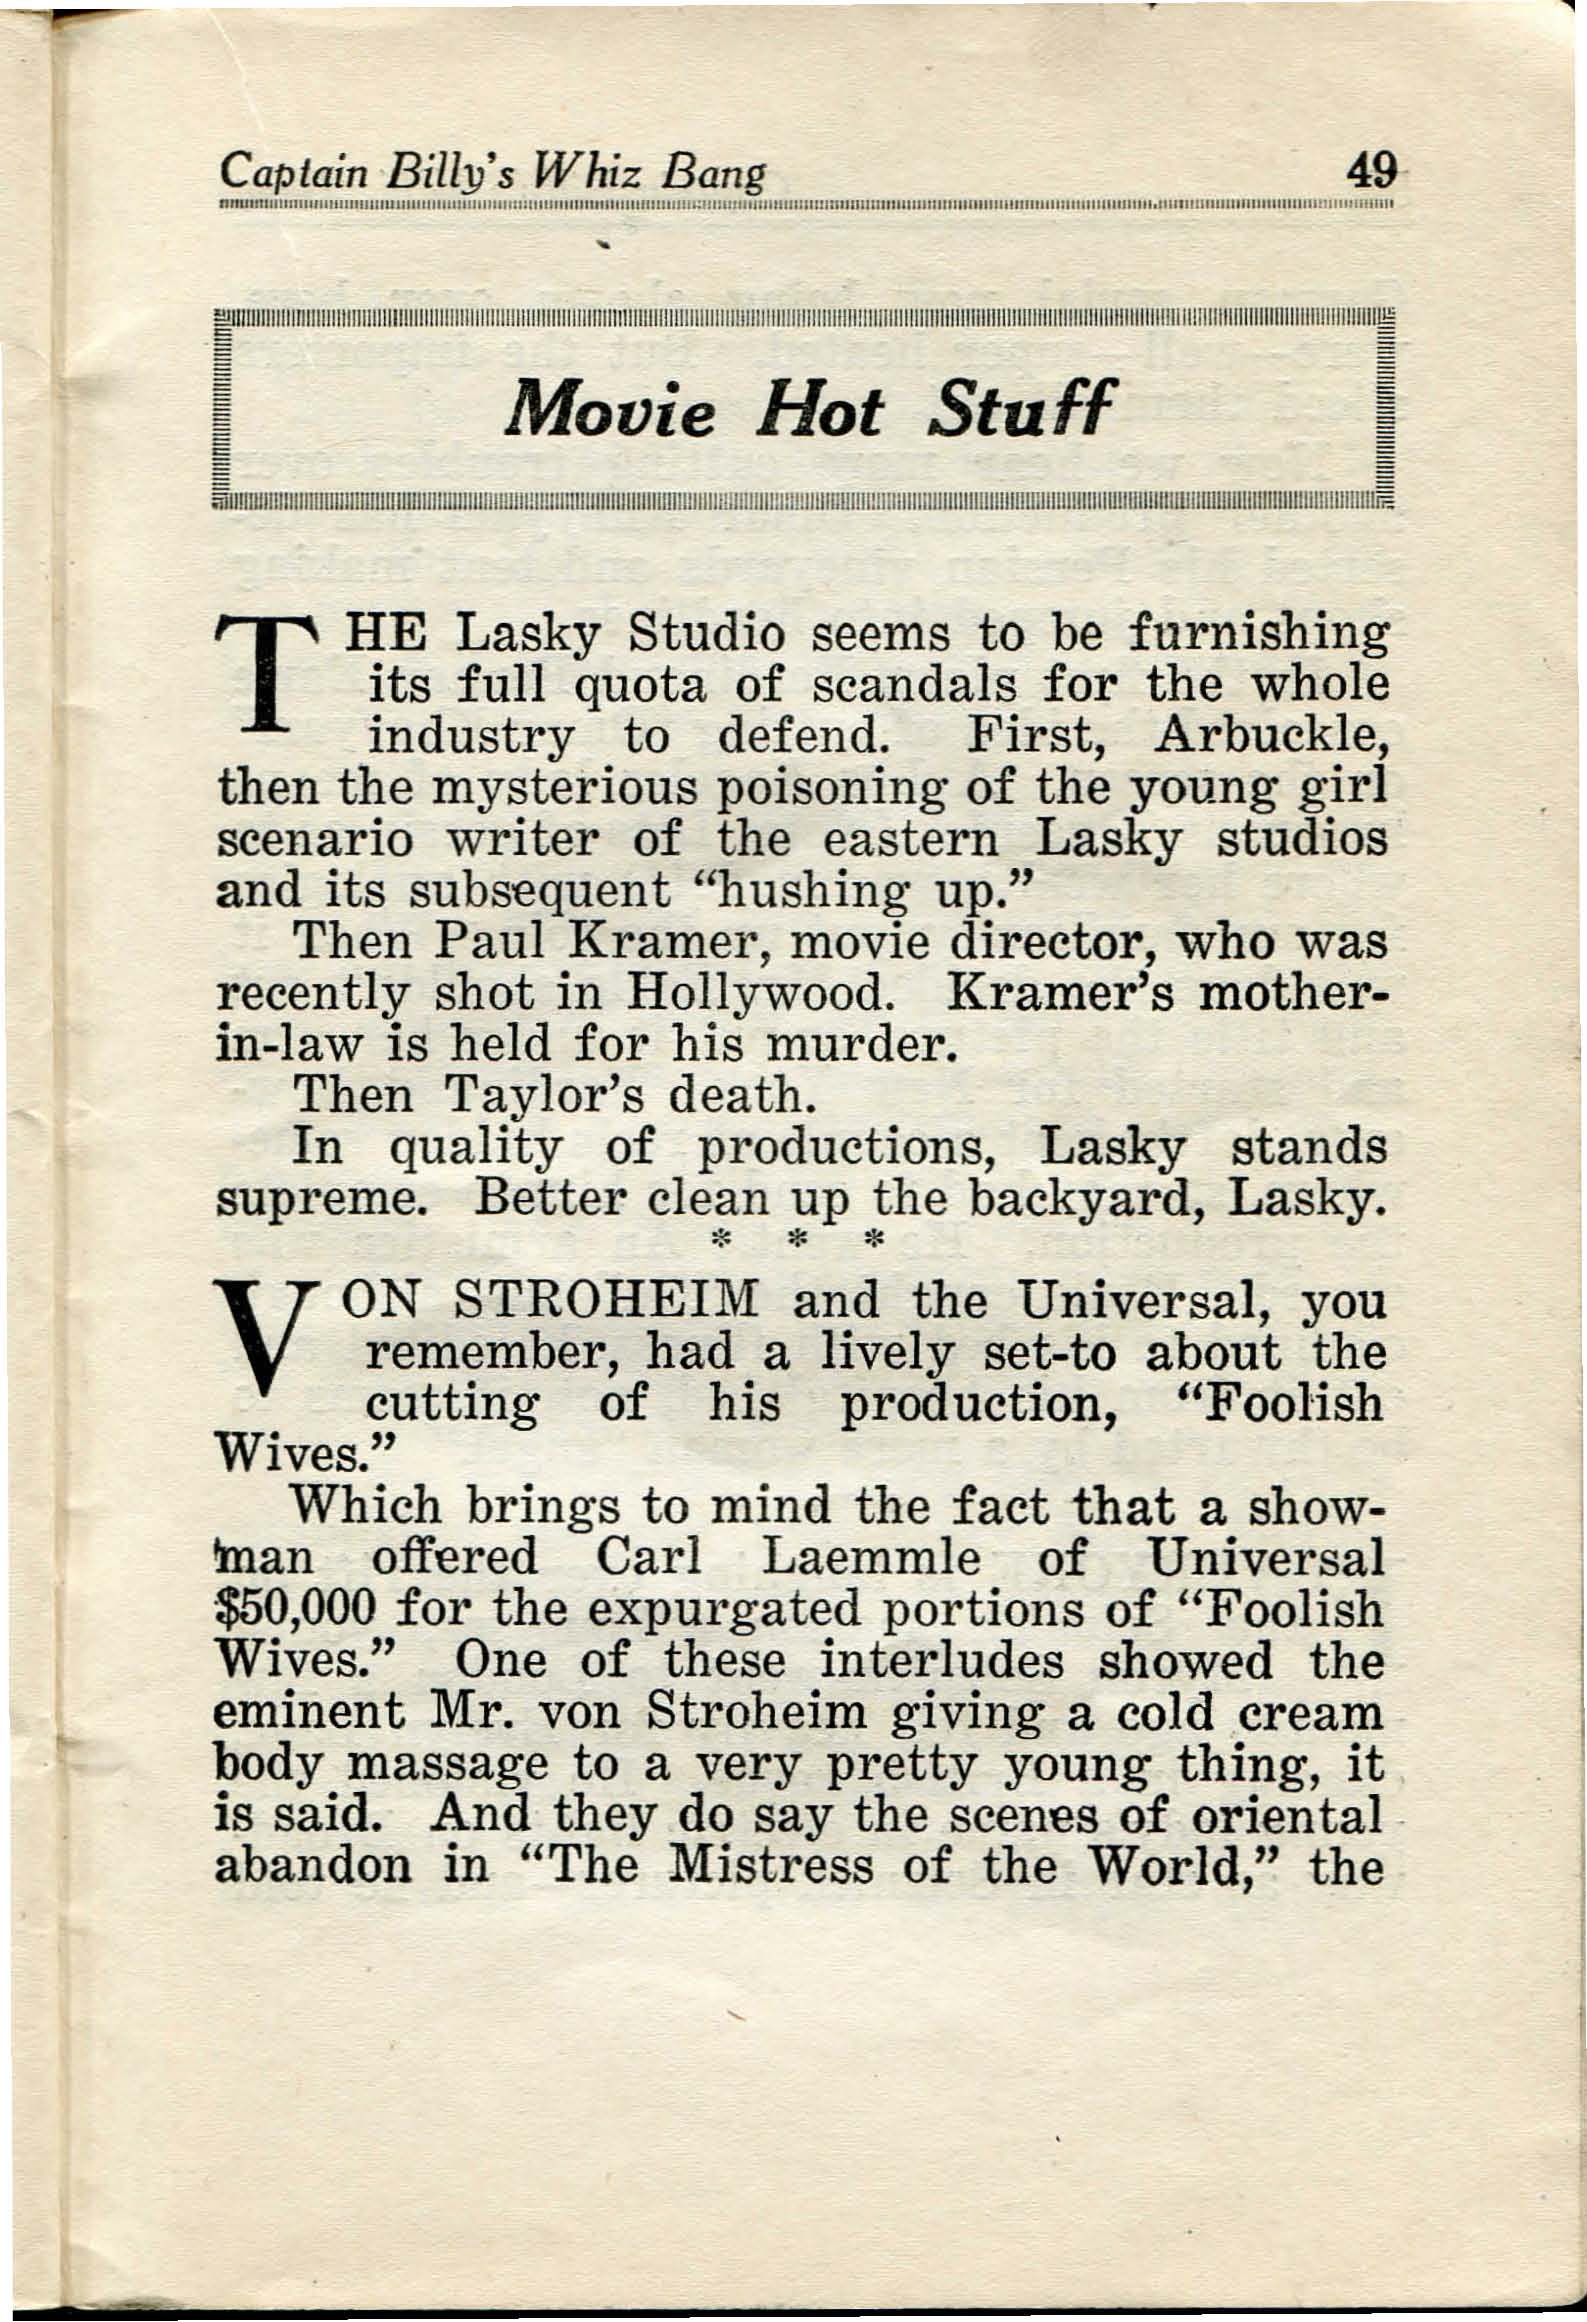 Captain Billy's Whiz Bang 49
Movie Hot Stuff
THE Lasky Studio seems to be furnishing
its full quota of scandals for the whole
industry to defend. First, Arbuckle,
then the mysterious poisoning of the young girl
scenario writer of the eastern Lasky studios
and its subsequent “hushing up.”
Then Paul Kramer, movie director, who was
recently shot in Hollywood. Kramer's mother-
in-law is held for his murder.
Then Taylor's death.
In quality of productions, Lasky stands
supreme. Better clean up the backyard, Lasky.
* * *
VON STROHEIM and the Universal, you
remember, had a lively set-to about the
cutting of his production, “Foolish
Wives.”
Which brings to mind the fact that a show-
man offered Carl Laemmle of Universal
$50,000 for the expurgated portions of “Foolish
Wives.” One of these interludes showed the
eminent Mr. von Stroheim giving a cold cream
body massage to a very pretty young thing, it
is said. And they do say the scenes of oriental
abandon in “The Mistress of the World,” the